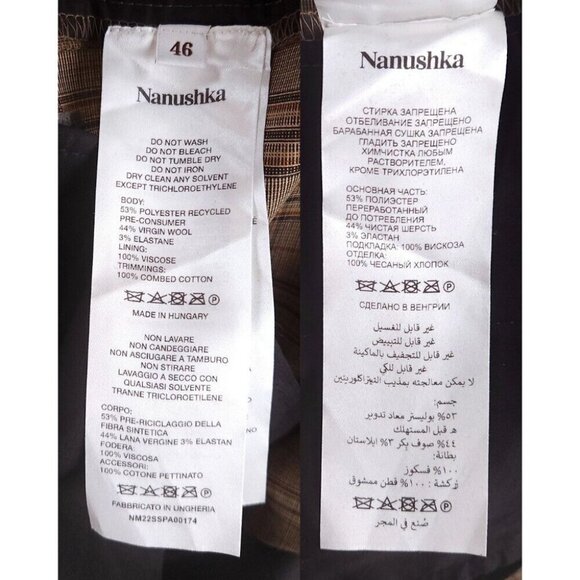 46
Nanushka
DO NOT WASH
DO NOT BLEACH
DO NOT TUMBLE DRY
DO NOT IRON
DRY CLEAN ANY SOLVENT
EXCEPT TRICHLOROETHYLENE
BODY:
53% POLYESTER RECYCLED
PRE-CONSUMER
44% VIRGIN WOOL
3% ELASTANE
LINING:
100% VISCOSE
TRIMMINGS:
100% COMBED COTTON
P
MADE IN HUNGARY
NON LAVARE
NON CANDEGGIARE
NON ASCIUGARE A TAMBURO
NON STIRARE
LAVAGGIO A SECCO CON
QUALSIASI SOLVENTE
TRANNE TRICLOROETILENE
CORPO:
53% PRE-RICICLAGGIO DELLA
FIBRA SINTETICA
44% LANA VERGINE 3% ELASTAN
FODERA:
100% VISCOSA
ACCESSORI:
100% COTONE PETTINATO
P
FABBRICATO IN UNGHERIA
NM22SSPA00174
Nanushka
СТИРКА ЗАПРЕЩЕНА
ОТБЕЛИВАНИЕ ЗАПРЕЩЕНО
БАРАБАННАЯ СУШКА ЗАПРЕЩЕНА
ГЛАДИТЬ ЗАПРЕЩЕНО
ХИМЧИСТКА ЛЮБЫМ
РАСТВОРИТЕЛЕМ,
КРОМЕ ТРИХЛОРЭТИЛЕНА
ОСНОВНАЯ ЧАСТЬ:
53% ПОЛИЭСТЕР
ПЕРЕРАБОТАННЫЙ
ДО ПОТРЕБЛЕНИЯ
44% ЧИСТАЯ ШЕРСТЬ
3% ЭЛАСТАН
ПОДКЛАДКА: 100% ВИСКОЗА
ОТДЕЛКА:
100% ЧЕСАНЫЙ ХЛОПОК
P
СДЕЛАНО В ВЕНГРИИ
غير قابل للغسيل
غير قابل للتبييض
غير قابل للتجفيف بالماكينة
غير قابل للكي
لا يمكن معالجته بمذيب التهزاكلوريتين
جسم:
٥٣% بوليستر معاد تدوير
ه قبل المستهلك
٤٤% صوف بكر ٣% ايلاستان
بطانة:
١٠٠% فسكوز
زركشة: ١٠٠% قطن ممشوق
P
صُنع في المجر